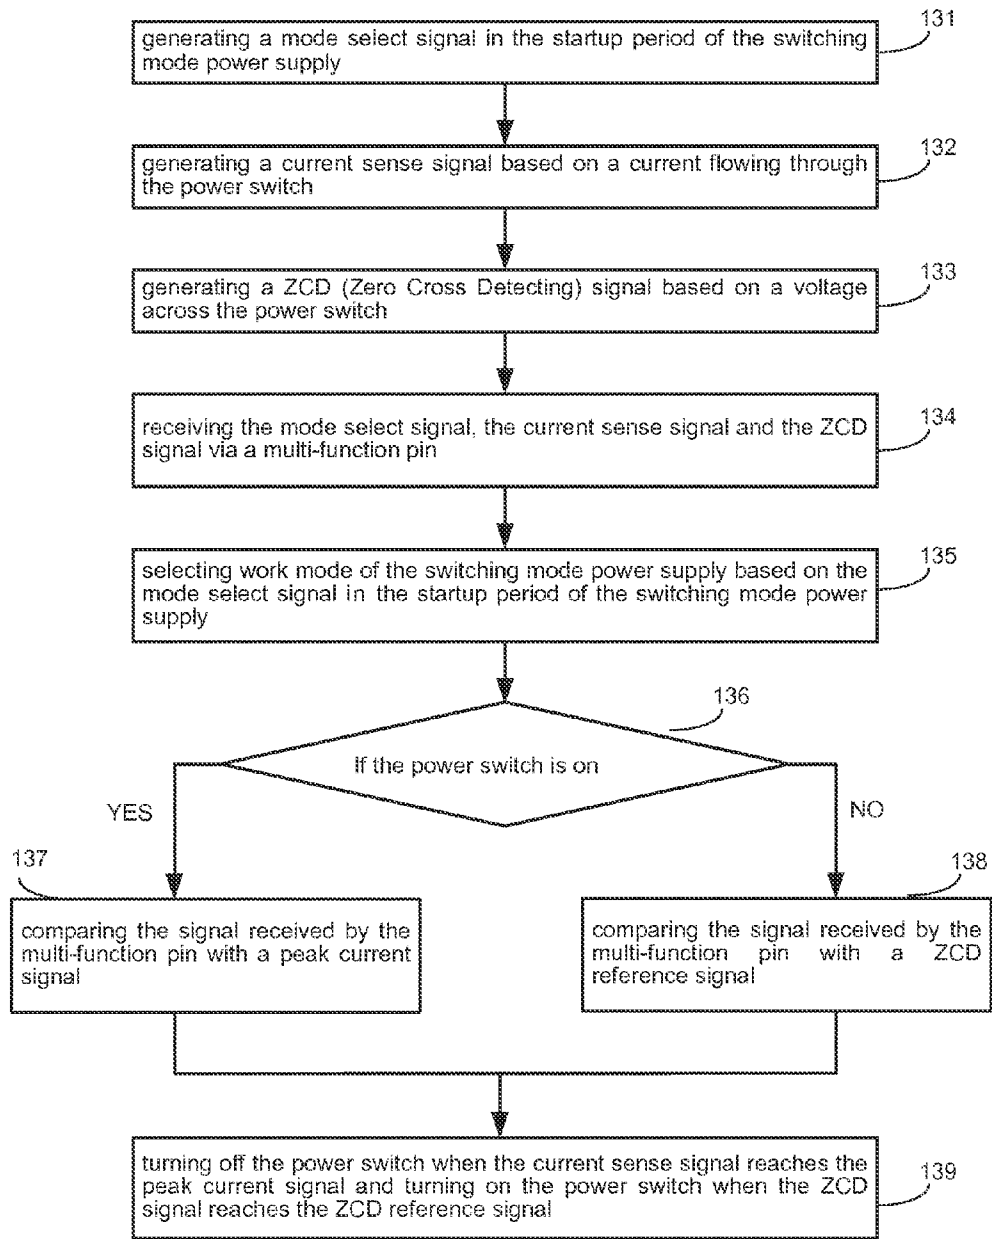 131
generating a mode select signal in the startup period of the switching
mode power supply
132
generating a current sense signal based on a current flowing through
the power switch
133
generating a ZCD (Zero Cross Detecting) signal based on a voltage
across the power switch
134
receiving the mode select signal, the current sense signal and the ZCD
signal via a multi-function pin
135
selecting work mode of the switching mode power supply based on the
mode select signal in the startup period of the switching mode power
supply
136
If the power switch is on
YES
NO
137
comparing the signal received by the
multi-function pin with a peak current
signal
138
comparing the signal received by the
multi-function pin with a ZCD
reference signal
139
turning off the power switch when the current sense signal reaches the
peak current signal and turning on the power switch when the ZCD
signal reaches the ZCD reference signal